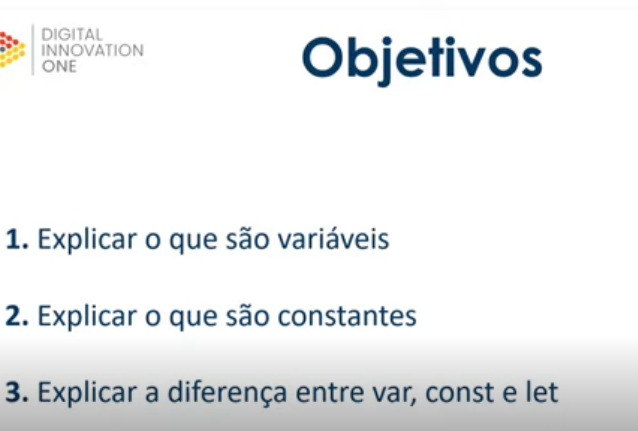 DIGITAL
INNOVATION
ONE
Objetivos
1. Explicar o que são variáveis
2. Explicar o que são constantes
3. Explicar a diferença entre var, const e let